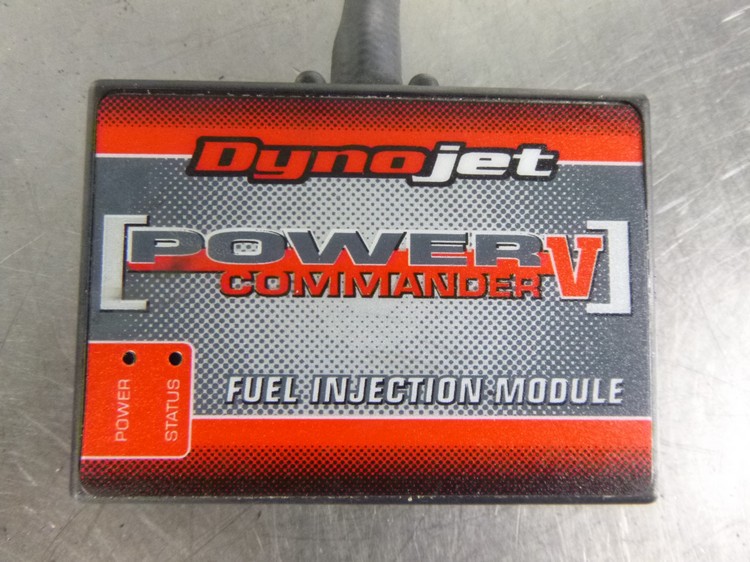 Dynojet
POWER
COMMANDER V
FUEL INJECTION MODULE
POWER
STATUS